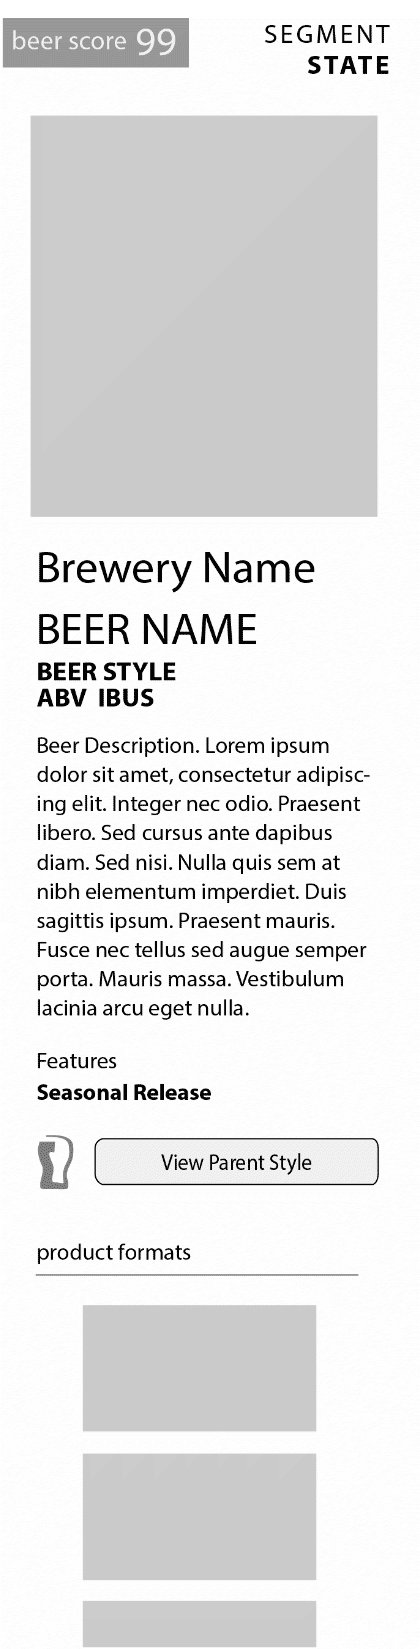 beer score 99
SEGMENT
STATE
Brewery Name
BEER NAME
BEER STYLE
ABV IBUS
Beer Description. Lorem ipsum
dolor sit amet, consectetur adipisc-
ing elit. Integer nec odio. Praesent
libero. Sed cursus ante dapibus
diam. Sed nisi. Nulla quis sem at
nibh elementum imperdiet. Duis
sagittis ipsum. Praesent mauris.
Fusce nec tellus sed augue semper
porta. Mauris massa. Vestibulum
lacinia arcu eget nulla.
Features
Seasonal Release
View Parent Style
product formats